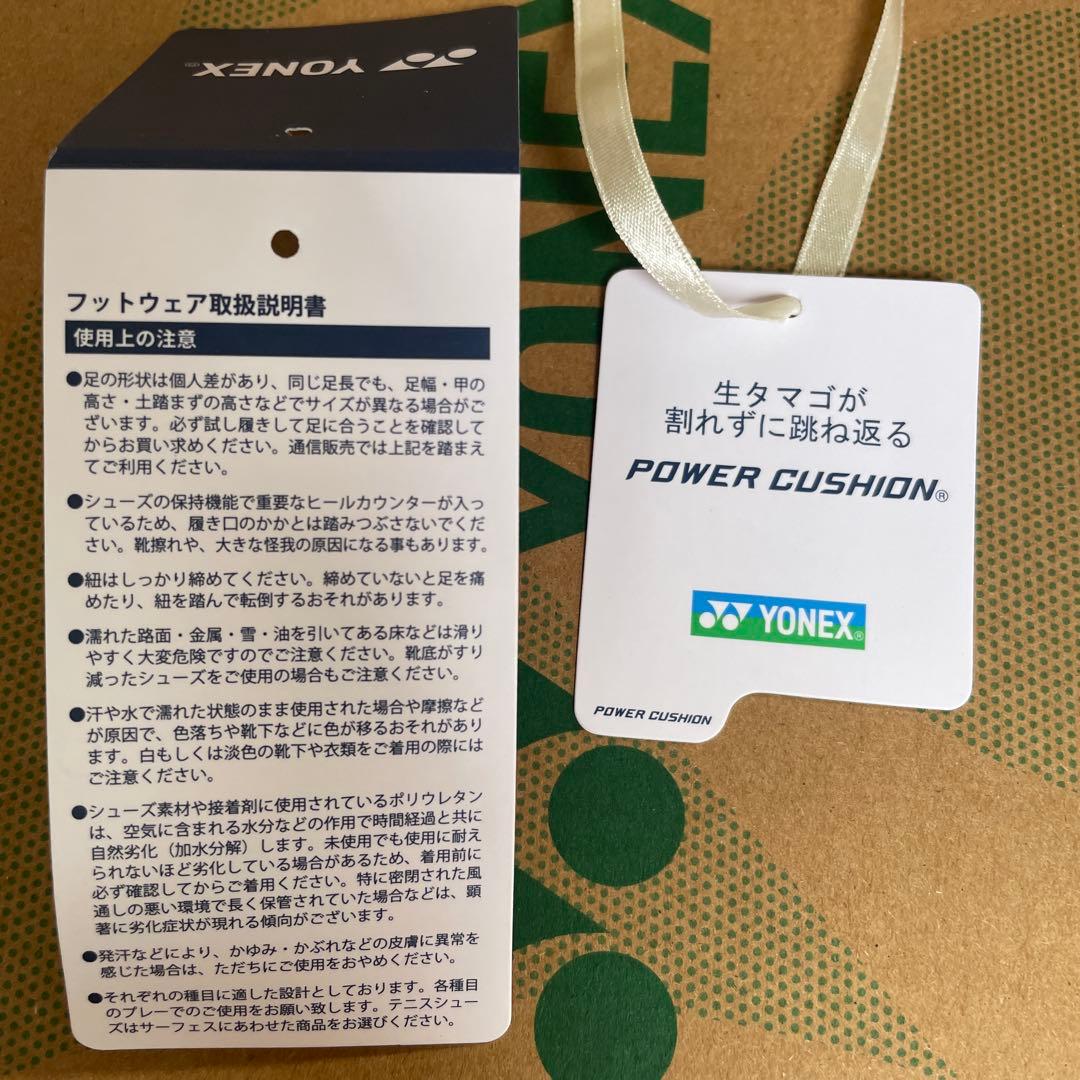 YONEX
フットウェア取扱説明書
使用上の注意
●足の形状は個人差があり、同じ足長でも、足幅・甲の
高さ・土踏まずの高さなどでサイズが異なる場合がご
ざいます。必ず試し履きして足に合うことを確認して
からお買い求めください。通信販売では上記を踏まえ
てご利用ください。
●シューズの保持機能で重要なヒールカウンターが入っ
ているため、履き口のかかとは踏みつぶさないでくだ
さい。靴擦れや、大きな怪我の原因になる事もあります。
●紐はしっかり締めてください。締めていないと足を痛
めたり、紐を踏んで転倒するおそれがあります。
●濡れた路面・金属・雪・油を引いてある床などは滑り
やすく大変危険ですのでご注意ください。靴底がすり
減ったシューズをご使用の場合もご注意ください。
●汗や水で濡れた状態のまま使用された場合や摩擦など
が原因で、色落ちや靴下などに色が移るおそれがあり
ます。白もしくは淡色の靴下や衣類をご着用の際には
ご注意ください。
●シューズ素材や接着剤に使用されているポリウレタン
は、空気に含まれる水分などの作用で時間経過と共に
自然劣化（加水分解）します。未使用でも使用に耐え
られないほど劣化している場合があるため、着用前に
必ず確認してからご着用ください。特に密閉された風
通しの悪い環境で長く保管されていた場合などは、顕
著に劣化症状が現れる傾向がございます。
●発汗などにより、かゆみ・かぶれなどの皮膚に異常を
感じた場合は、ただちにご使用をおやめください。
●それぞれの種目に適した設計としております。各種目
のプレーでのご使用をお願い致します。テニスシュー
ズはサーフェスにあわせた商品をお選びください。
生タマゴが
割れずに跳ね返る
POWER CUSHION®
YONEX®
POWER CUSHION
YONEX